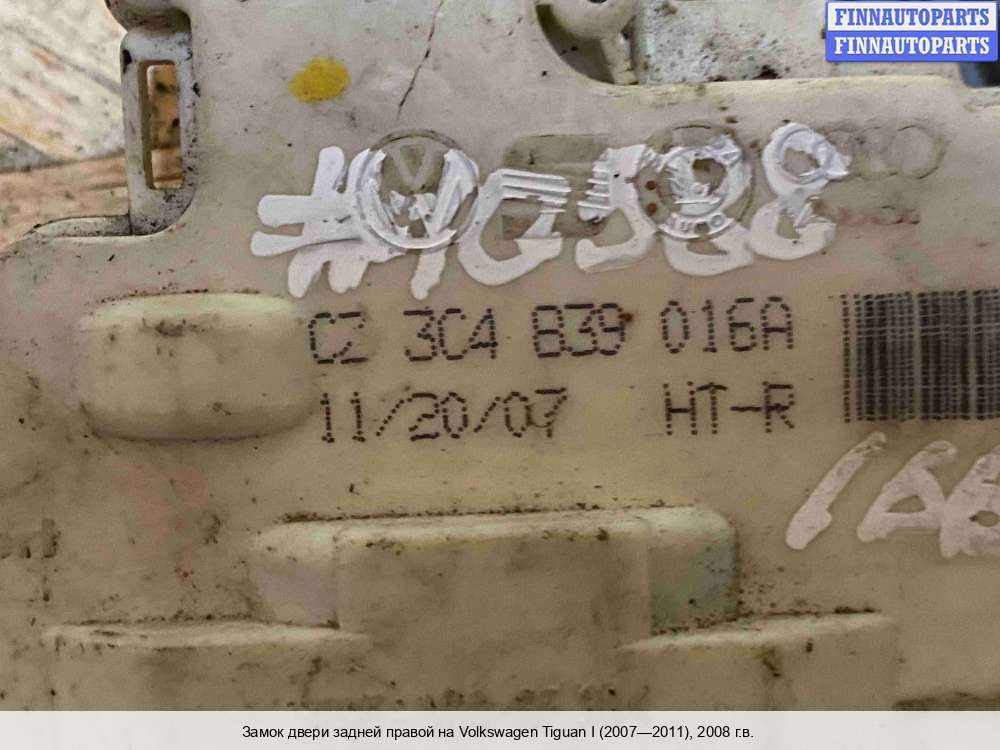 FINNAUTOPARTS
FINNAUTOPARTS
CZ 3C4 839 016A
11/20/07 HT-R
Замок двери задней правой на Volkswagen Tiguan I (2007—2011), 2008 г.в.